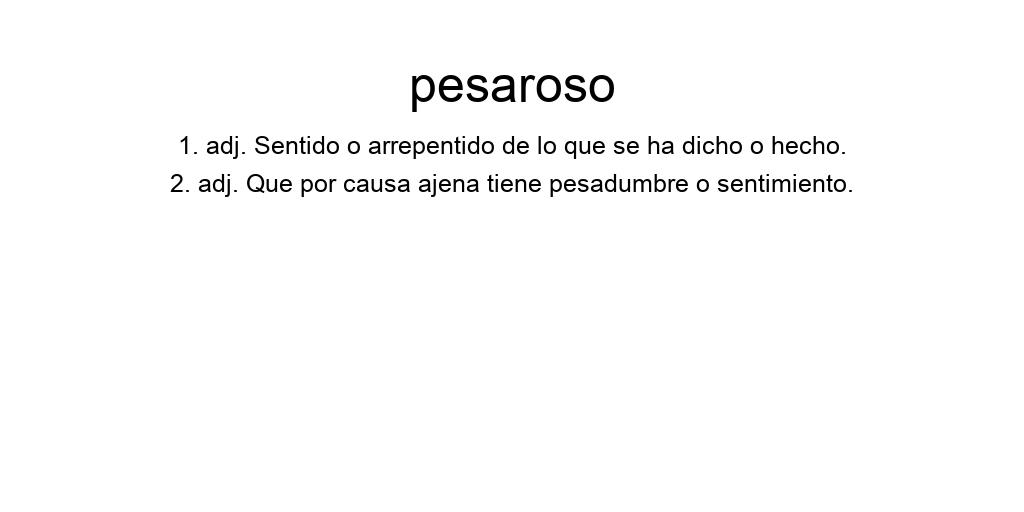 pesaroso
1. adj. Sentido o arrepentido de lo que se ha dicho o hecho.
2. adj. Que por causa ajena tiene pesadumbre o sentimiento.